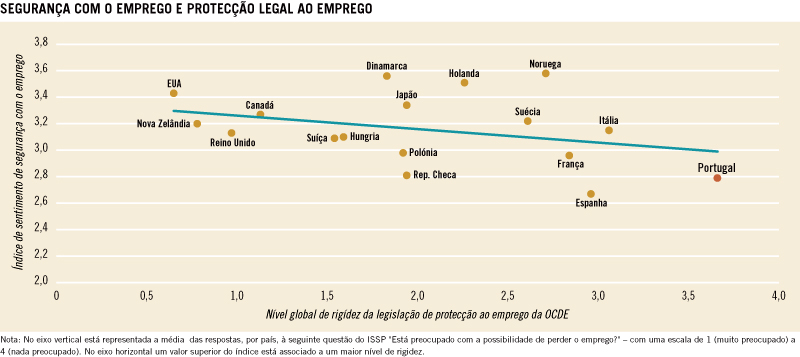 SEGURANÇA COM O EMPREGO E PROTECÇÃO LEGAL AO EMPREGO
Índice de sentimento de segurança com o emprego
3,8
3,6
3,4
3,2
3,0
2,8
2,6
2,4
2,2
2,0
EUA
Nova Zelândia
Reino Unido
Canadá
Dinamarca
Japão
Holanda
Noruega
Suíça
Hungria
Polónia
Rep. Checa
Suécia
Itália
França
Espanha
Portugal
0
0,5
1,0
1,5
2,0
2,5
3,0
3,5
4,0
Nível global de rigidez da legislação de protecção ao emprego da OCDE
Nota: No eixo vertical está representada a média das respostas, por país, à seguinte questão do ISSP "Está preocupado com a possibilidade de perder o emprego?" – com uma escala de 1 (muito preocupado) a
4 (nada preocupado). No eixo horizontal um valor superior do índice está associado a um maior nível de rigidez.